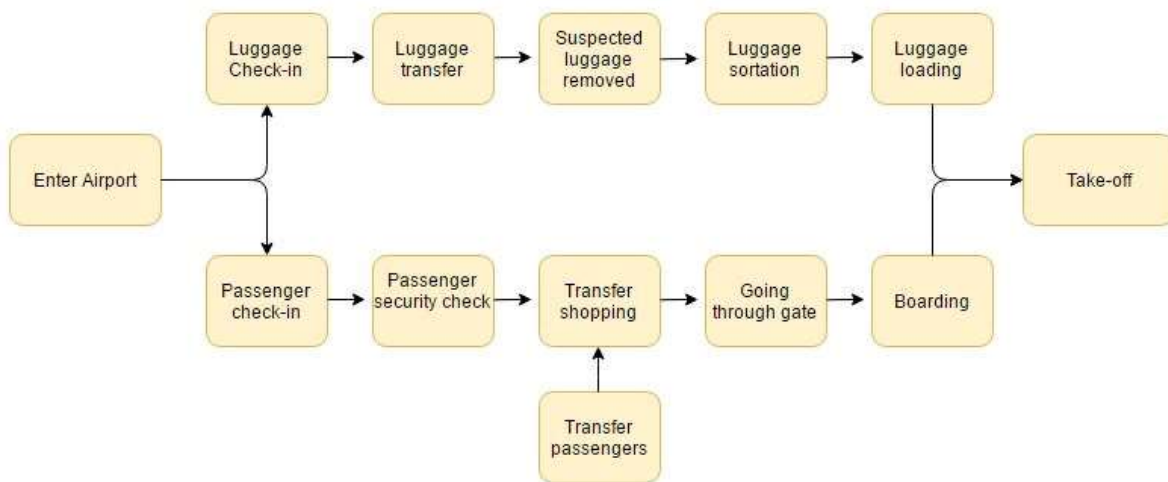 Luggage
Check-in
Luggage
transfer
Suspected
luggage
removed
Luggage
sortation
Luggage
loading
Enter Airport
Take-off
Passenger
check-in
Passenger
security check
Transfer
shopping
Going
through gate
Boarding
Transfer
passengers